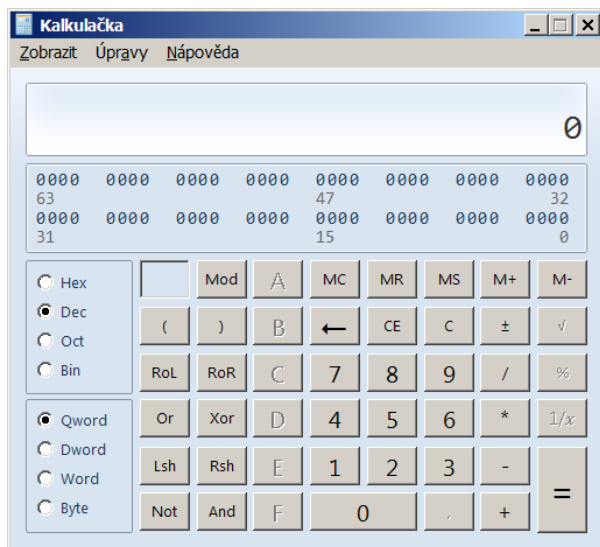 Kalkulačka
Zobrazit Úpravy Nápověda
0
0000 0000 0000 0000 0000 0000 0000 0000
63 47 32
0000 0000 0000 0000 0000 0000 0000 0000
31 15 0
Hex Mod A MC MR MS M+ M-
Dec ( ) B ← CE C ± √
Oct
Bin RoL RoR C 7 8 9 / %
Qword Or Xor D 4 5 6 * 1/x
Dword
Lsh Rsh E 1 2 3 - =
Word
Byte Not And F 0 , +